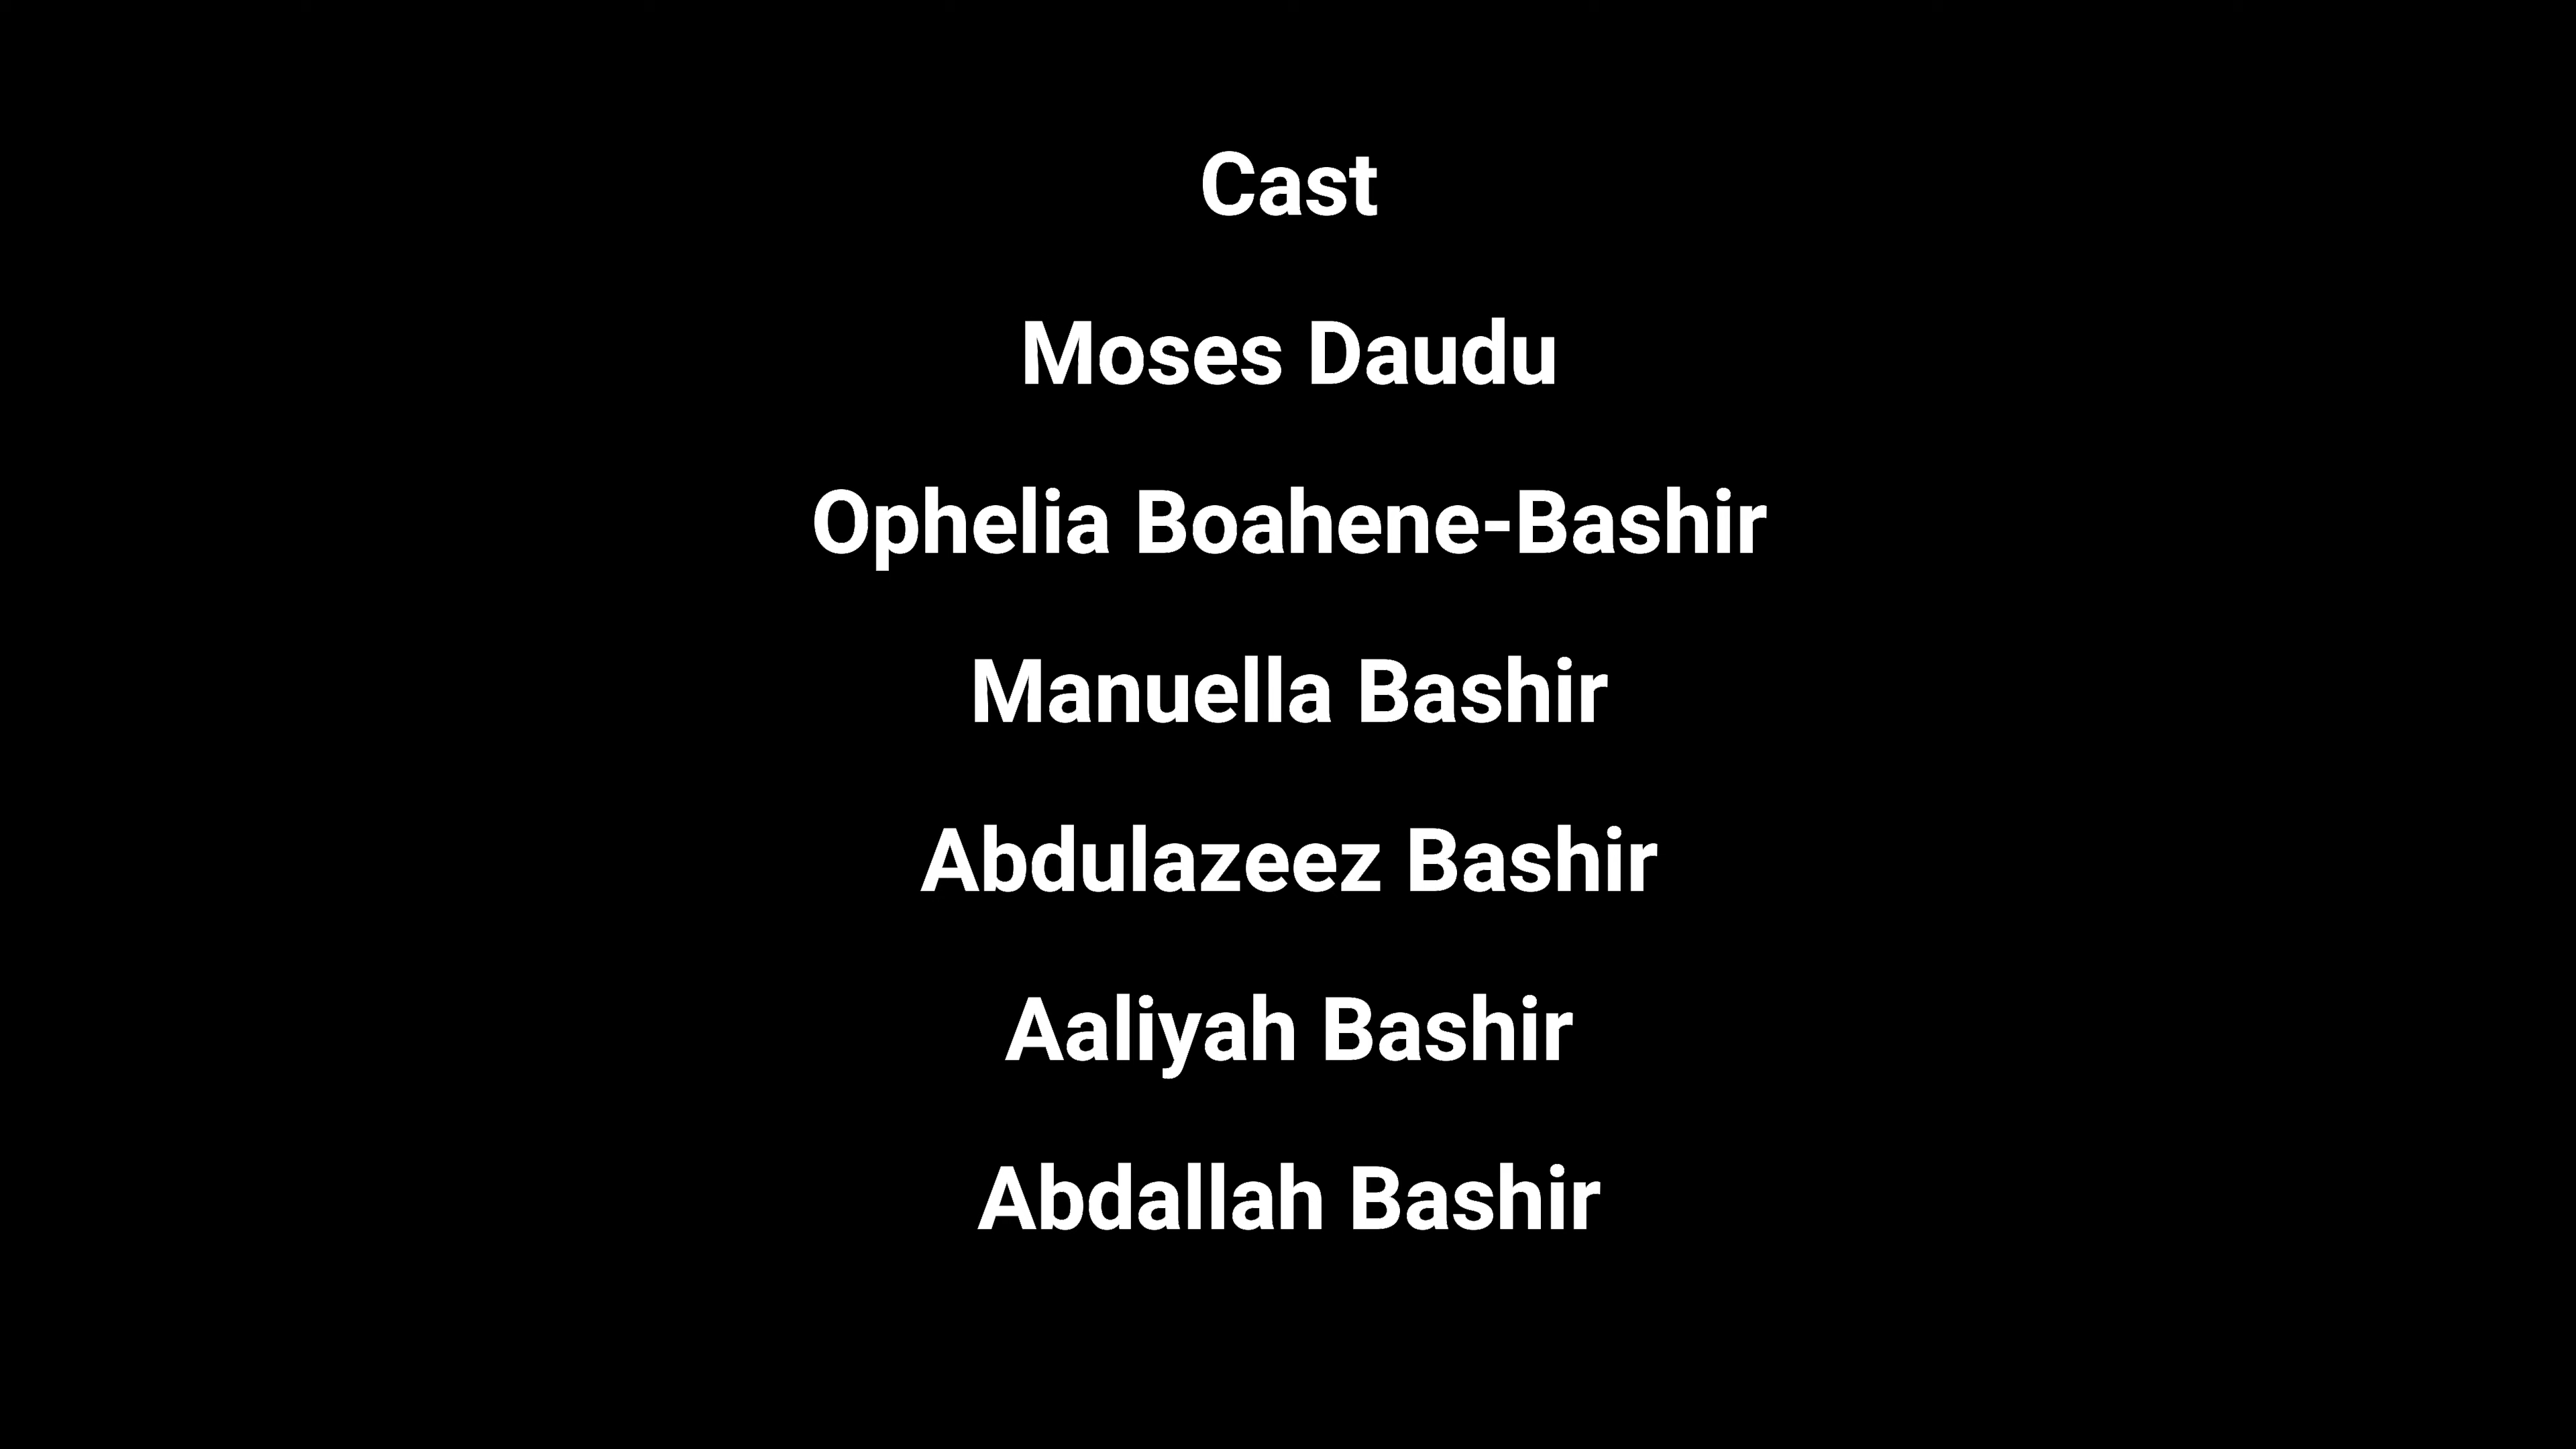 Cast
Moses Daudu
Ophelia Boahene-Bashir
Manuella Bashir
Abdulazeez Bashir
Aaliyah Bashir
Abdallah Bashir